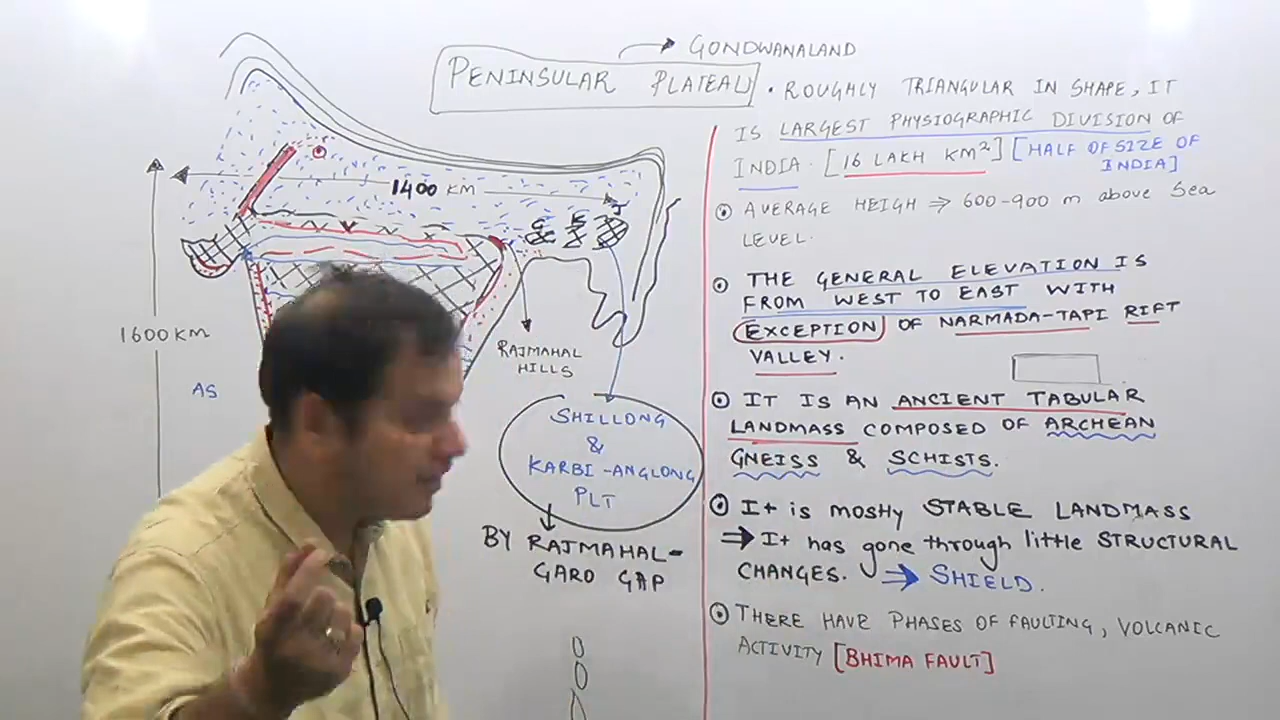 GONDWANALAND
PENINSULAR PLATEAU
• ROUGHLY TRIANGULAR IN SHAPE, IT
IS LARGEST PHYSIOGRAPHIC DIVISION OF
INDIA. [16 LAKH KM²] [HALF OF SIZE OF
INDIA]
AVERAGE HEIGH ⇒ 600-900 m above Sea
LEVEL.
THE GENERAL ELEVATION IS
FROM WEST TO EAST WITH
EXCEPTION OF NARMADA-TAPI RIFT
VALLEY.
IT IS AN ANCIENT TABULAR
LANDMASS COMPOSED OF ARCHEAN
GNEISS & SCHISTS.
It is mostly STABLE LANDMASS
⇒ It has gone through little STRUCTURAL
CHANGES. ⇒ SHIELD.
THERE HAVE PHASES OF FAULTING, VOLCANIC
ACTIVITY [BHIMA FAULT]
1400 KM
G K J
1600 KM
AS
RAJMAHAL
HILLS
SHILLONG
&
KARBI-ANGLONG
PLT
BY RAJMAHAL-
GARO GAP